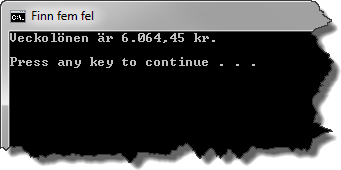 Finn fem fel
Veckolönen är 6.064,45 kr.
Press any key to continue . . .